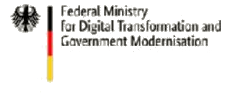 Federal Ministry
for Digital Transformation and
Government Modernisation